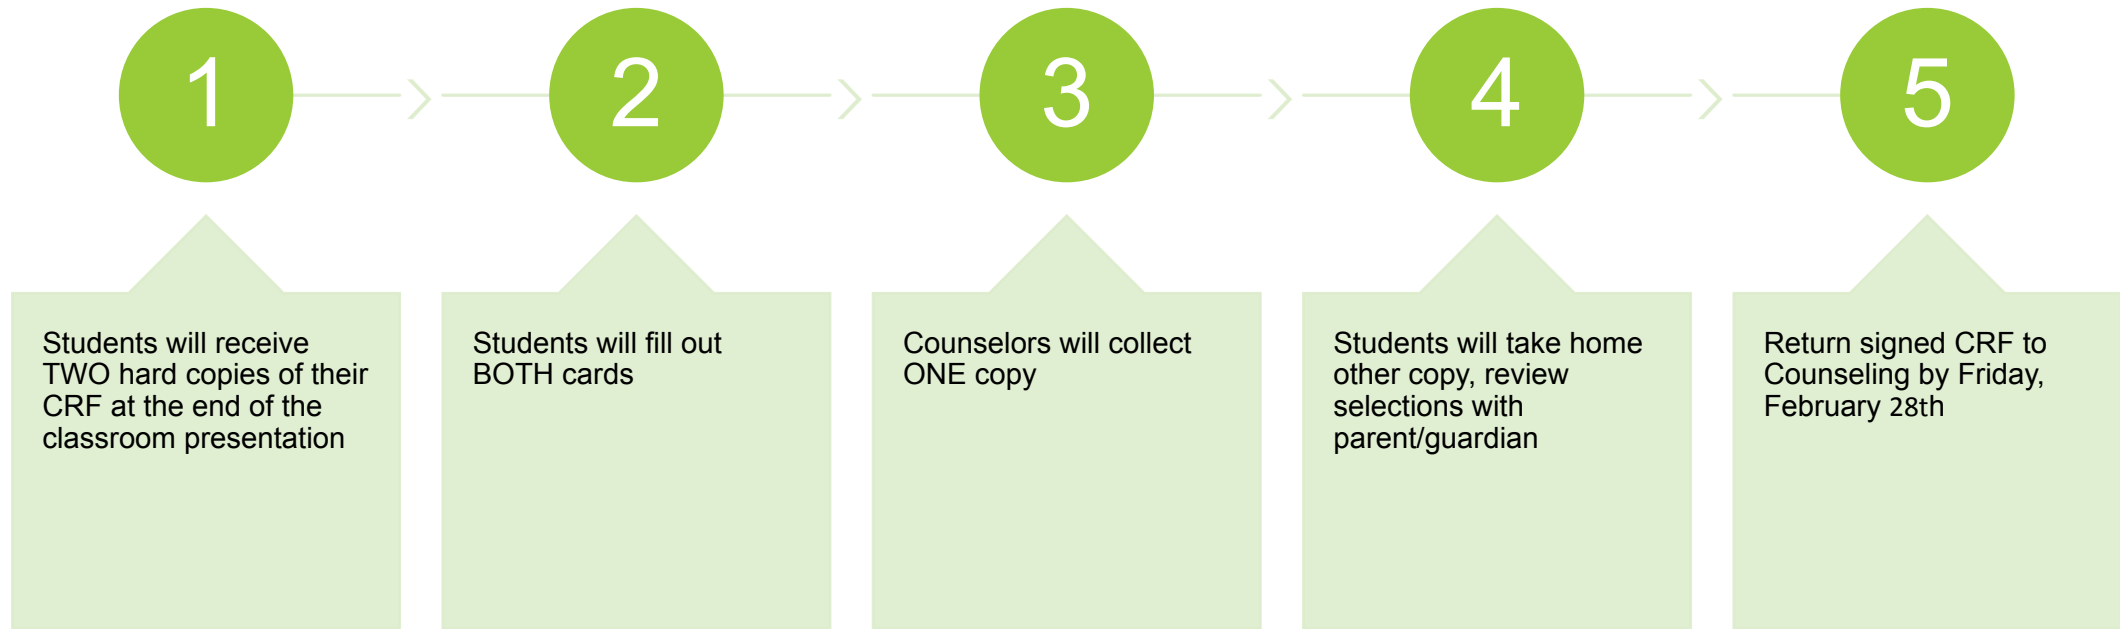 1
2
3
4
5
Students will receive
TWO hard copies of their
CRF at the end of the
classroom presentation
Students will fill out
BOTH cards
Counselors will collect
ONE copy
Students will take home
other copy, review
selections with
parent/guardian
Return signed CRF to
Counseling by Friday,
February 28th